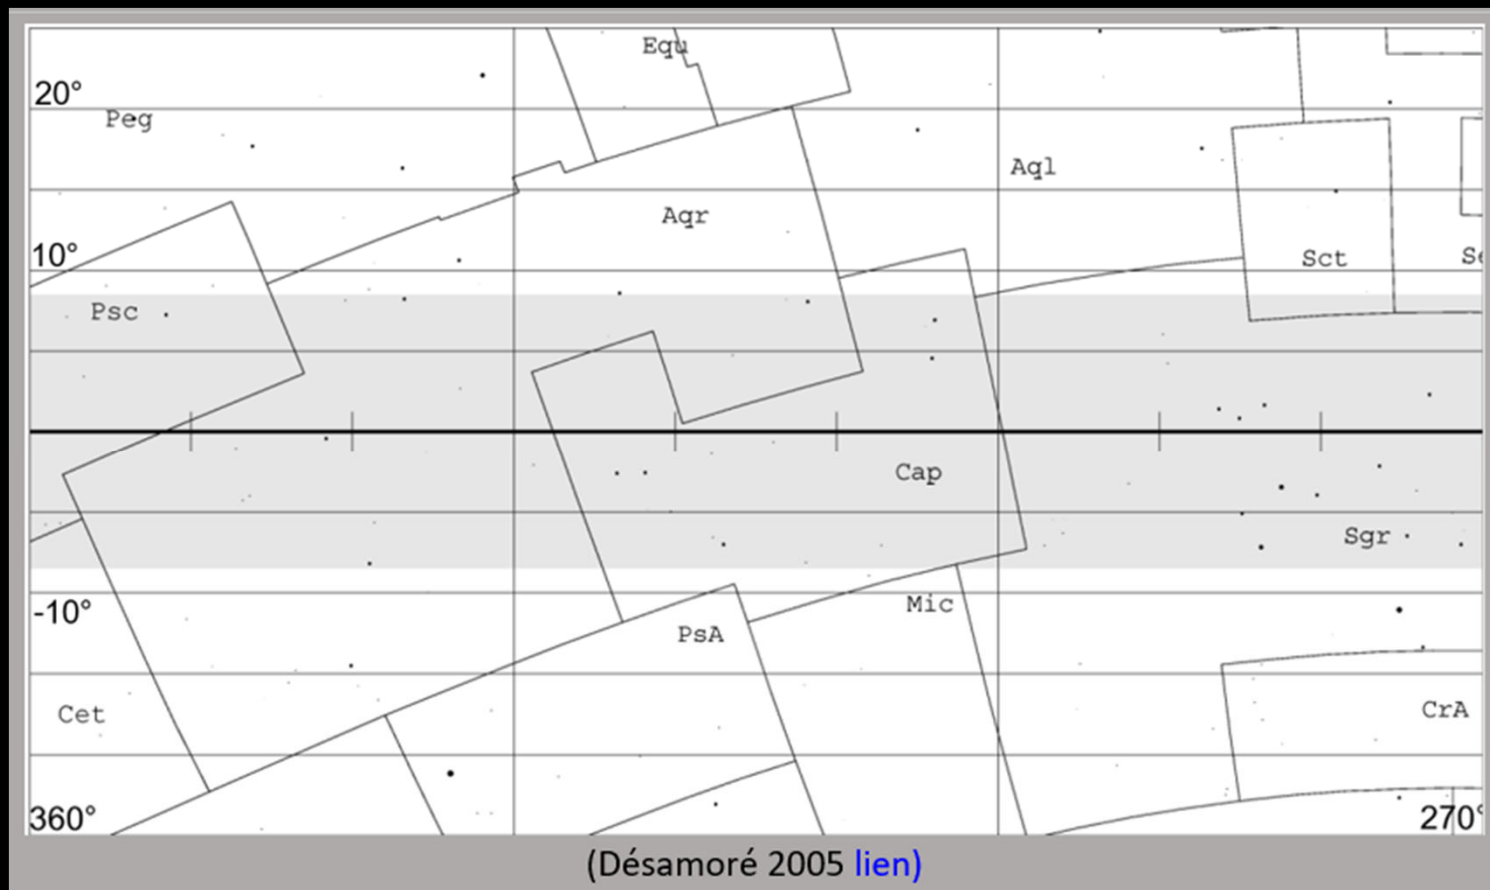 Equ
20°
Peg
Aql
Aqr
10°
Sct
Se
Psc
Cap
Sgr
-10°
Mic
PsA
Cet
CrA
360°
270°
(Désamoré 2005 lien)